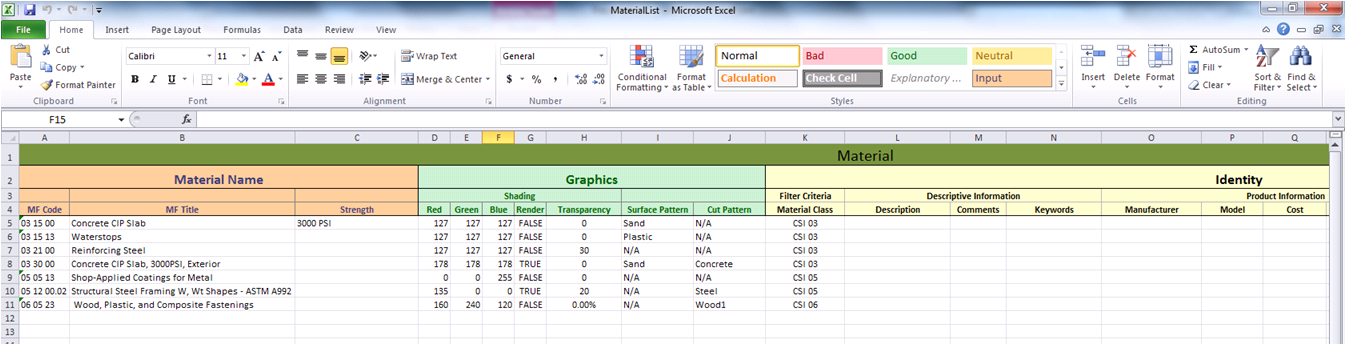 MaterialList - Microsoft Excel
File Home Insert Page Layout Formulas Data Review View
Paste Cut Copy Format Painter Clipboard
Calibri 11 A A B I U A Font
Wrap Text Merge & Center Alignment
General $ % , .0 .00 .00 .0 Number
Conditional Formatting Format as Table Normal Bad Good Neutral
Calculation Check Cell Explanatory ... Input Styles
Insert Delete Format Cells
Σ AutoSum Fill Clear Sort & Filter Find & Select Editing
F15 fx
A B C D E F G H I J K L M N O P Q
1 Material
2 Material Name Graphics Identity
3 Shading Filter Criteria Descriptive Information Product Information
4 MF Code MF Title Strength Red Green Blue Render Transparency Surface Pattern Cut Pattern Material Class Description Comments Keywords Manufacturer Model Cost
5 03 15 00 Concrete CIP Slab 3000 PSI 127 127 127 FALSE 0 Sand N/A CSI 03
6 03 15 13 Waterstops 127 127 127 FALSE 0 Plastic N/A CSI 03
7 03 21 00 Reinforcing Steel 127 127 127 FALSE 30 N/A N/A CSI 03
8 03 30 00 Concrete CIP Slab, 3000PSI, Exterior 178 178 178 TRUE 0 Sand Concrete CSI 03
9 05 05 13 Shop-Applied Coatings for Metal 0 0 255 FALSE 0 N/A N/A CSI 05
10 05 12 00.02 Structural Steel Framing W, Wt Shapes - ASTM A992 135 0 0 TRUE 20 N/A Steel CSI 05
11 06 05 23 Wood, Plastic, and Composite Fastenings 160 240 120 FALSE 0.00% N/A Wood1 CSI 06
12
13